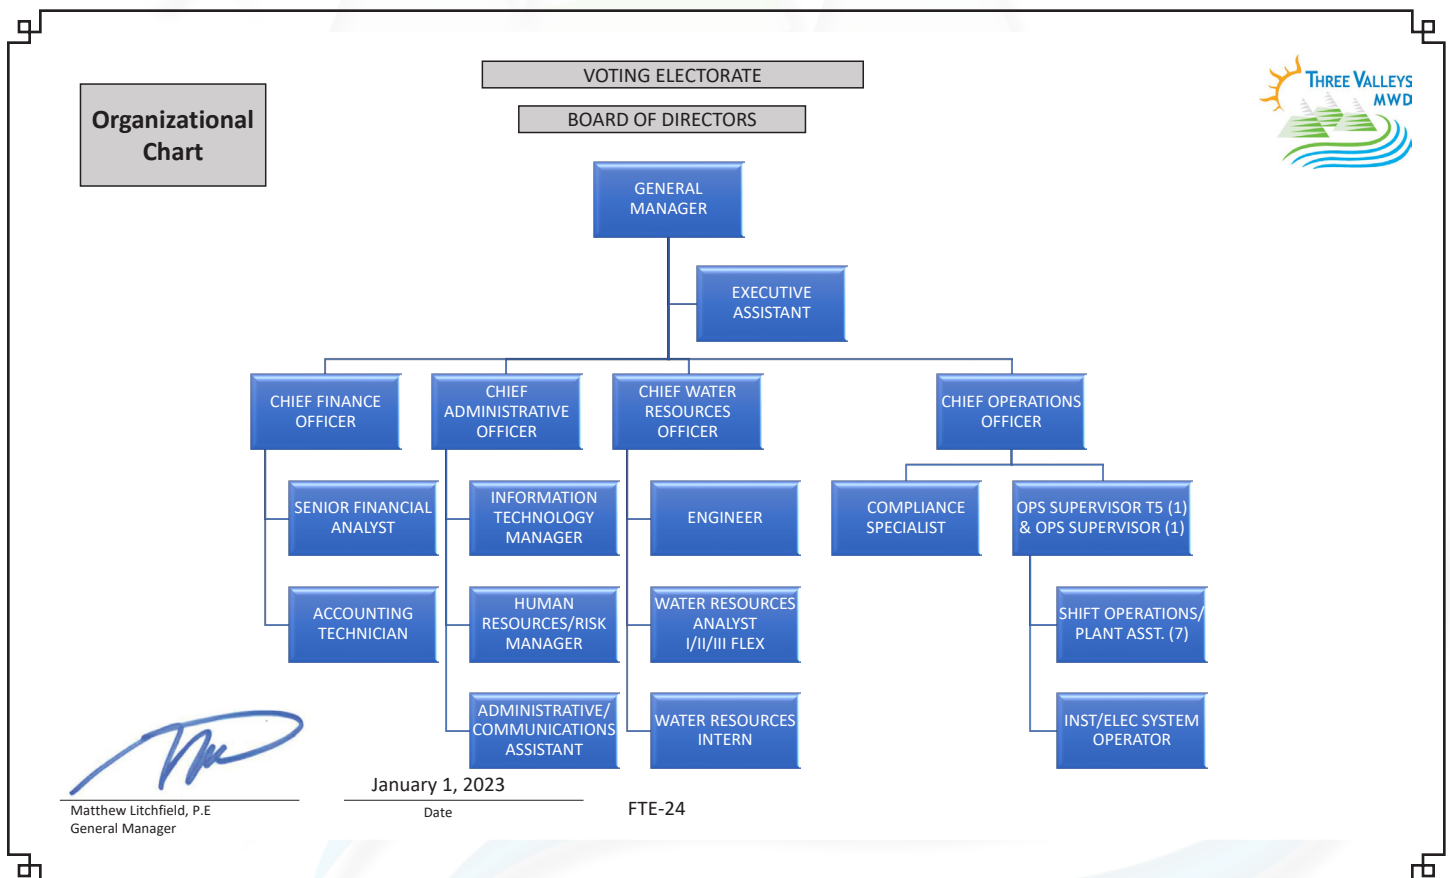 VOTING ELECTORATE
BOARD OF DIRECTORS
Organizational
Chart
THREE VALLEYS
MWD
GENERAL
MANAGER
EXECUTIVE
ASSISTANT
CHIEF FINANCE
OFFICER
CHIEF
ADMINISTRATIVE
OFFICER
CHIEF WATER
RESOURCES
OFFICER
CHIEF OPERATIONS
OFFICER
SENIOR FINANCIAL
ANALYST
INFORMATION
TECHNOLOGY
MANAGER
ENGINEER
COMPLIANCE
SPECIALIST
OPS SUPERVISOR T5 (1)
& OPS SUPERVISOR (1)
ACCOUNTING
TECHNICIAN
HUMAN
RESOURCES/RISK
MANAGER
WATER RESOURCES
ANALYST
I/II/III FLEX
SHIFT OPERATIONS/
PLANT ASST. (7)
ADMINISTRATIVE/
COMMUNICATIONS
ASSISTANT
WATER RESOURCES
INTERN
INST/ELEC SYSTEM
OPERATOR
Matthew Litchfield, P.E
General Manager
January 1, 2023
Date
FTE-24